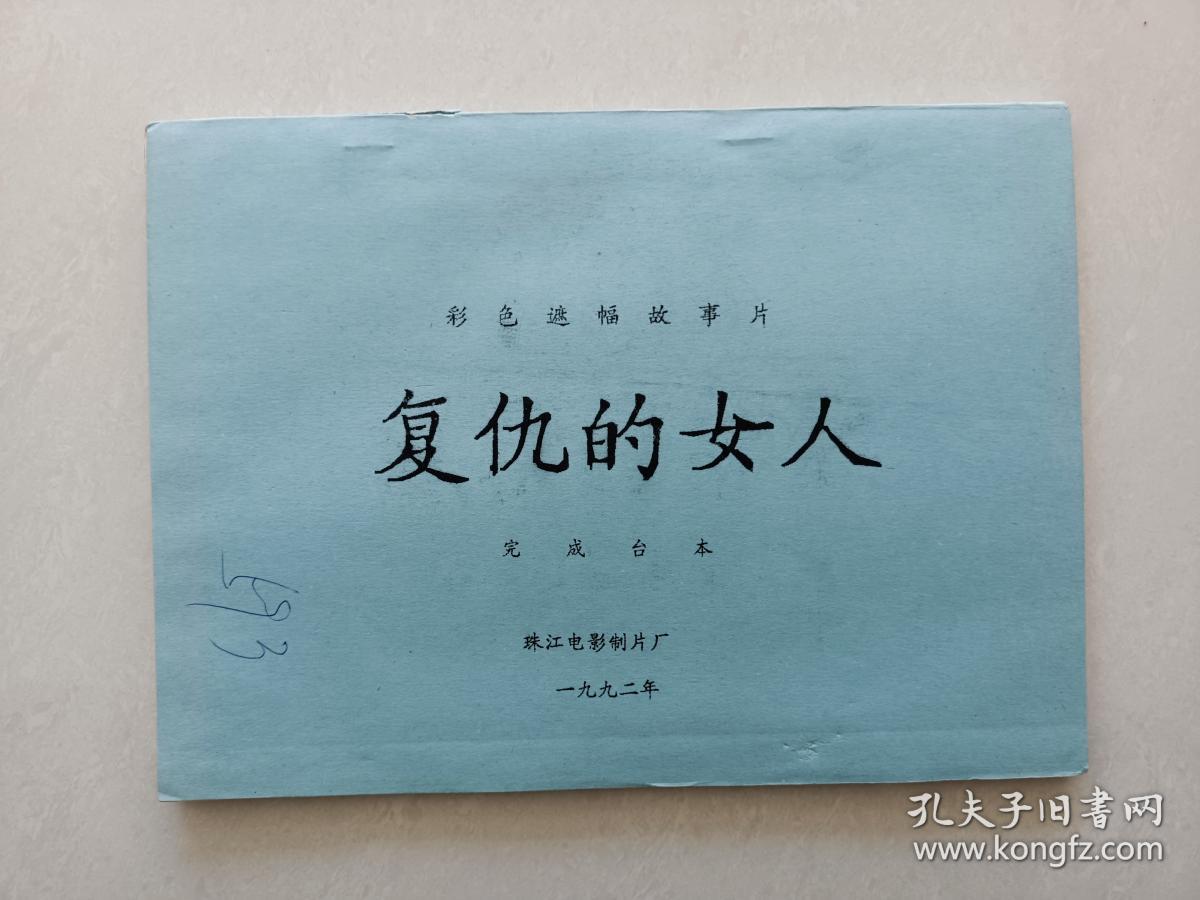 彩色遮幅故事片
复仇的女人
完成台本
珠江电影制片厂
一九九二年
孔夫子旧书网
www.kongfz.com